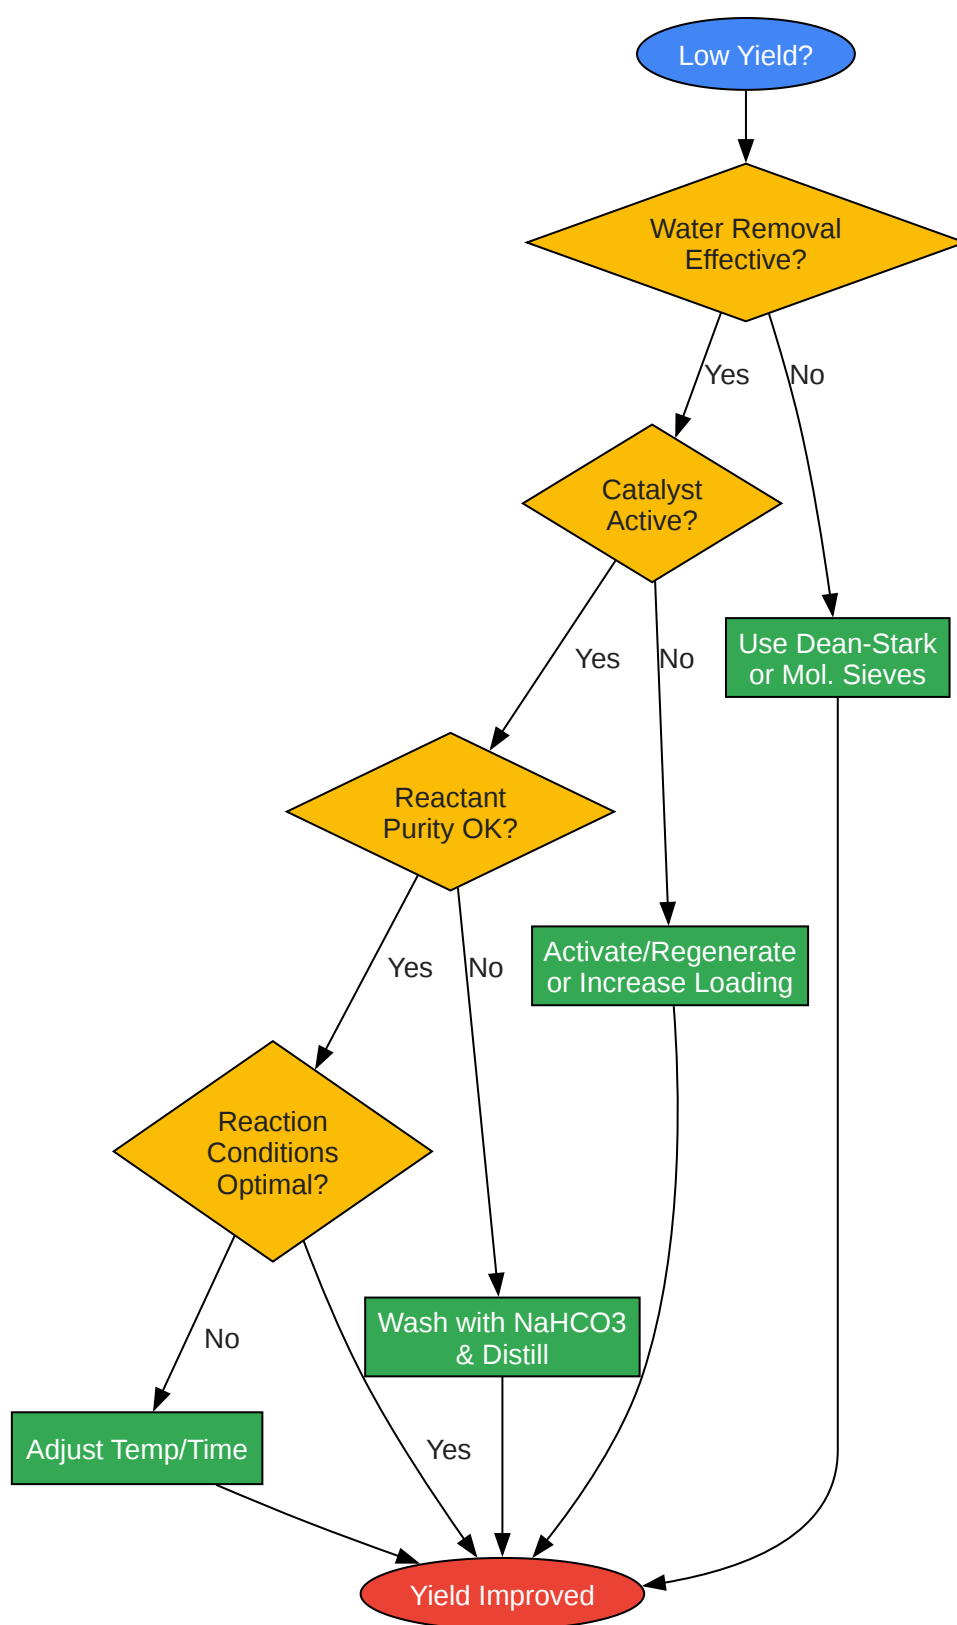 Low Yield?
Water Removal
Effective?
Yes
No
Catalyst
Active?
Yes
No
Use Dean-Stark
or Mol. Sieves
Reactant
Purity OK?
Yes
No
Activate/Regenerate
or Increase Loading
Reaction
Conditions
Optimal?
No
Wash with NaHCO3
& Distill
Adjust Temp/Time
Yes
Yield Improved